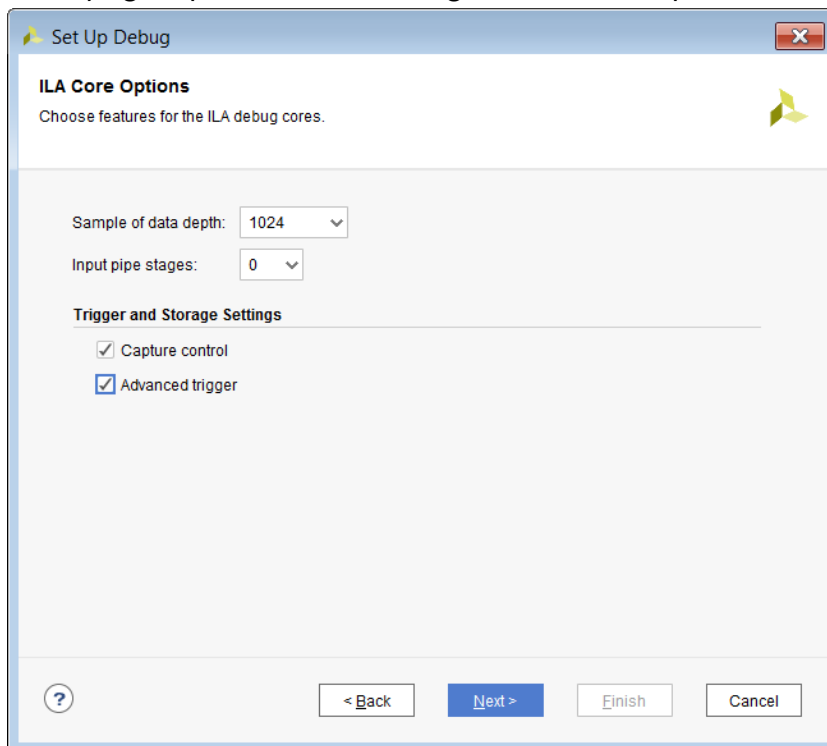 Set Up Debug
ILA Core Options
Choose features for the ILA debug cores.
Sample of data depth: 1024
Input pipe stages: 0
Trigger and Storage Settings
Capture control
Advanced trigger
? < Back Next > Finish Cancel